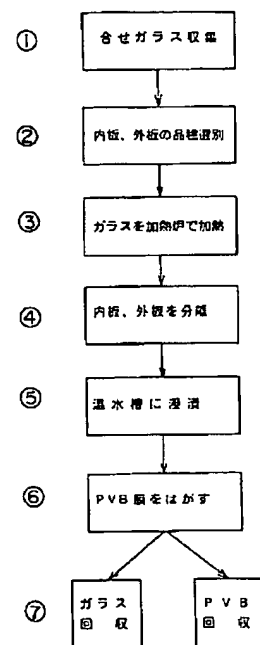 ① 合せガラス収集
② 内板、外板の品種選別
③ ガラスを加熱炉で加熱
④ 内板、外板を分離
⑤ 温水槽に浸漬
⑥ PVB膜をはがす
⑦ ガラス PVB
回収 回収